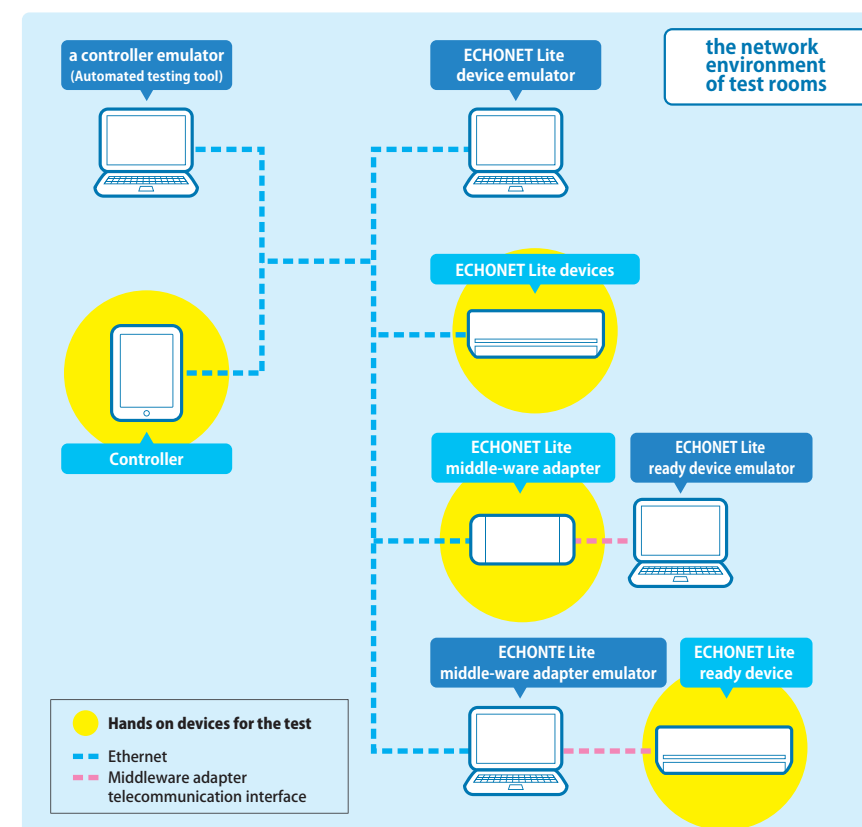 a controller emulator
(Automated testing tool)
ECHONET Lite
device emulator
the network
environment
of test rooms
ECHONET Lite devices
Controller
ECHONET Lite
middle-ware adapter
ECHONET Lite
ready device emulator
ECHONTE Lite
middle-ware adapter emulator
ECHONET Lite
ready device
Hands on devices for the test
Ethernet
Middleware adapter
telecommunication interface